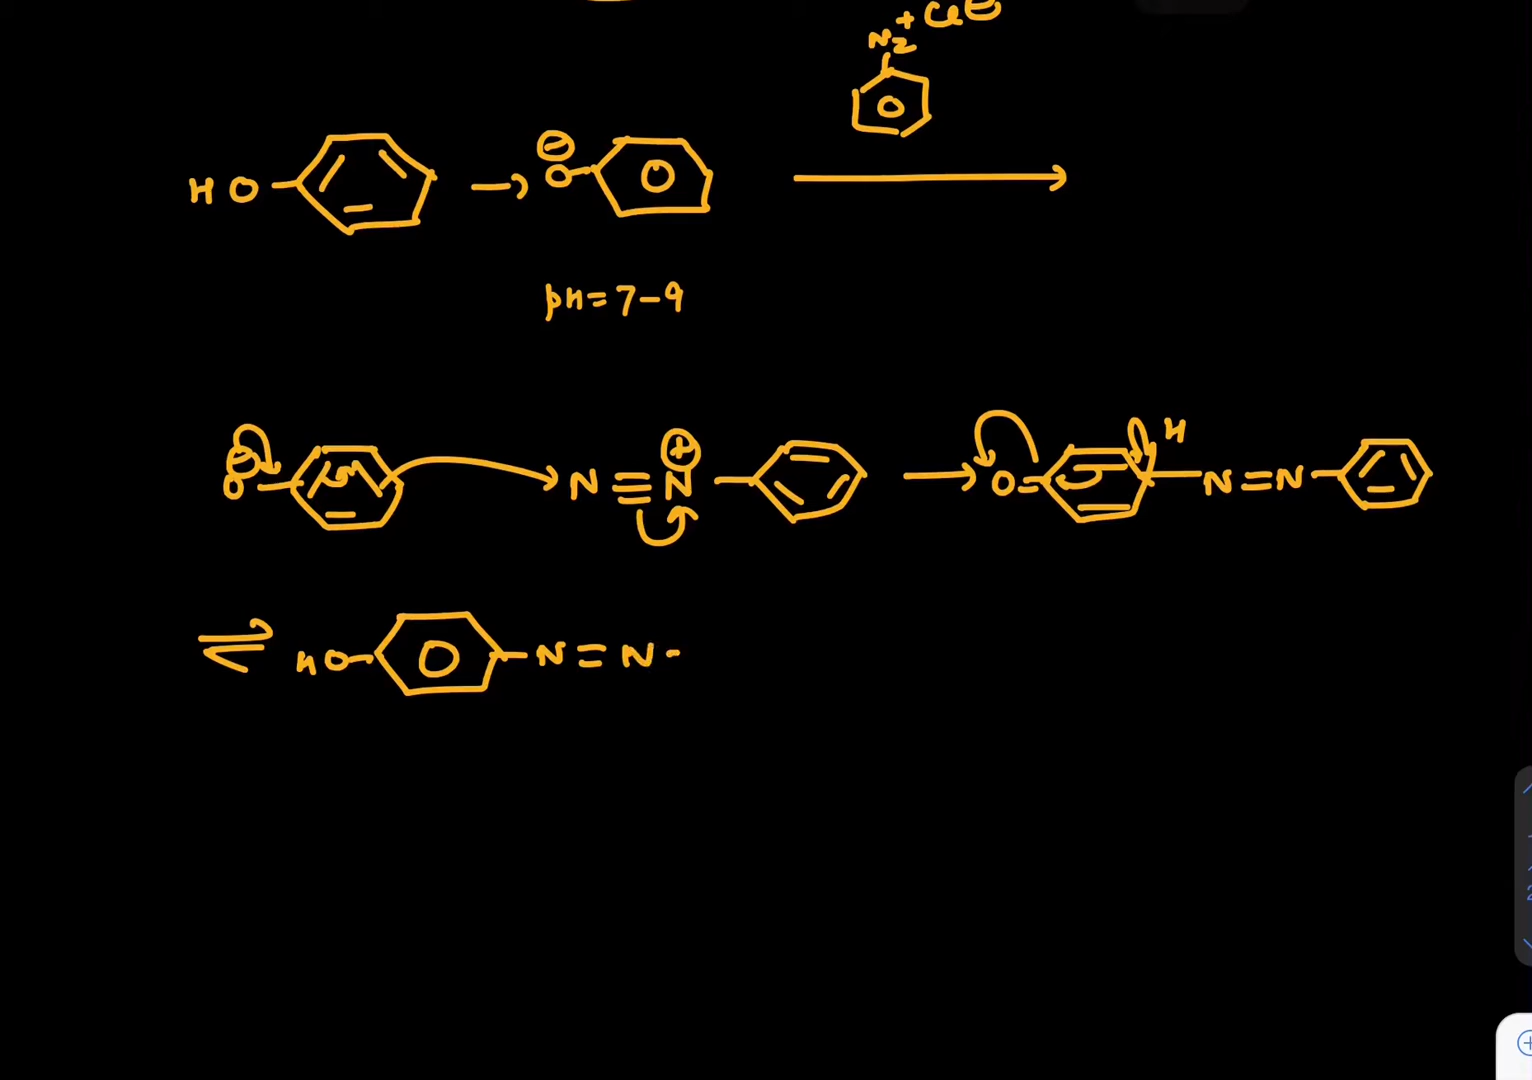 N₂⁺ Cl⊖
HO → ⊖O
pH = 7-9
⊖O N≡N⊕ → O= H N=N
⇌ HO N=N-